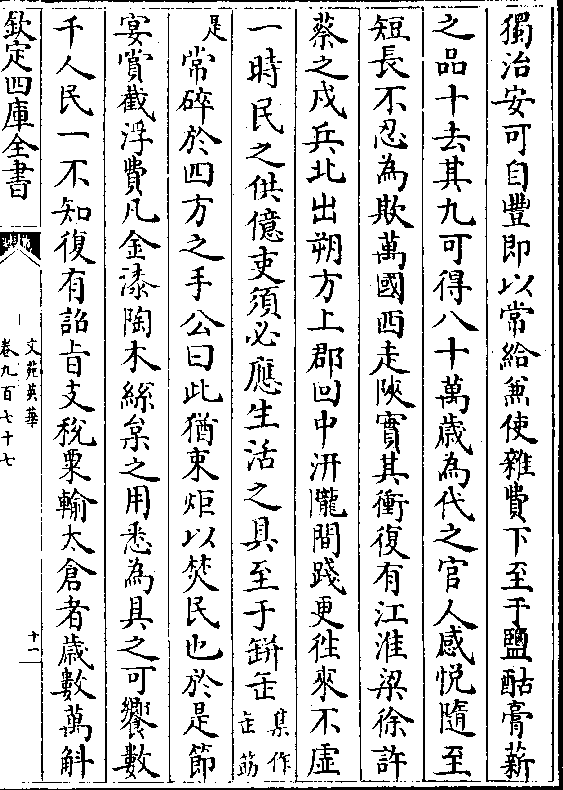 獨治安可自豐即以常給兼使雜費下至于鹽酤膏薪
之品十去其九可得八十萬歲為代之官人感悅隨至
短長不忍為欺萬國西走陜實其衝復有江淮梁徐許
蔡之戍兵北出朔方上郡回中汧隴間踐更徃來不虛
一時民之供億吏須必應生活之具至于缾缶集作缶筯
是常碎於四方之手公曰此猶束炬以焚民也於是節
宴賞截浮費凡金漆陶木絲枲之用悉為具之可饗數
千人民一不知復有詔旨支稅粟輸太倉者歲數萬斛
欽定四庫全書
文苑英華
卷九百七十七
十一